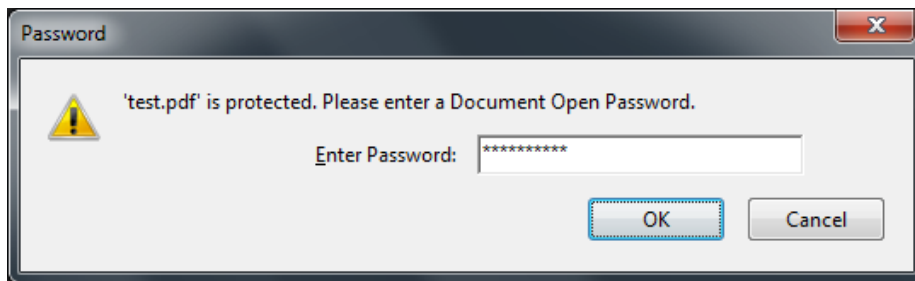 Password
'test.pdf' is protected. Please enter a Document Open Password.
Enter Password: **********
OK Cancel